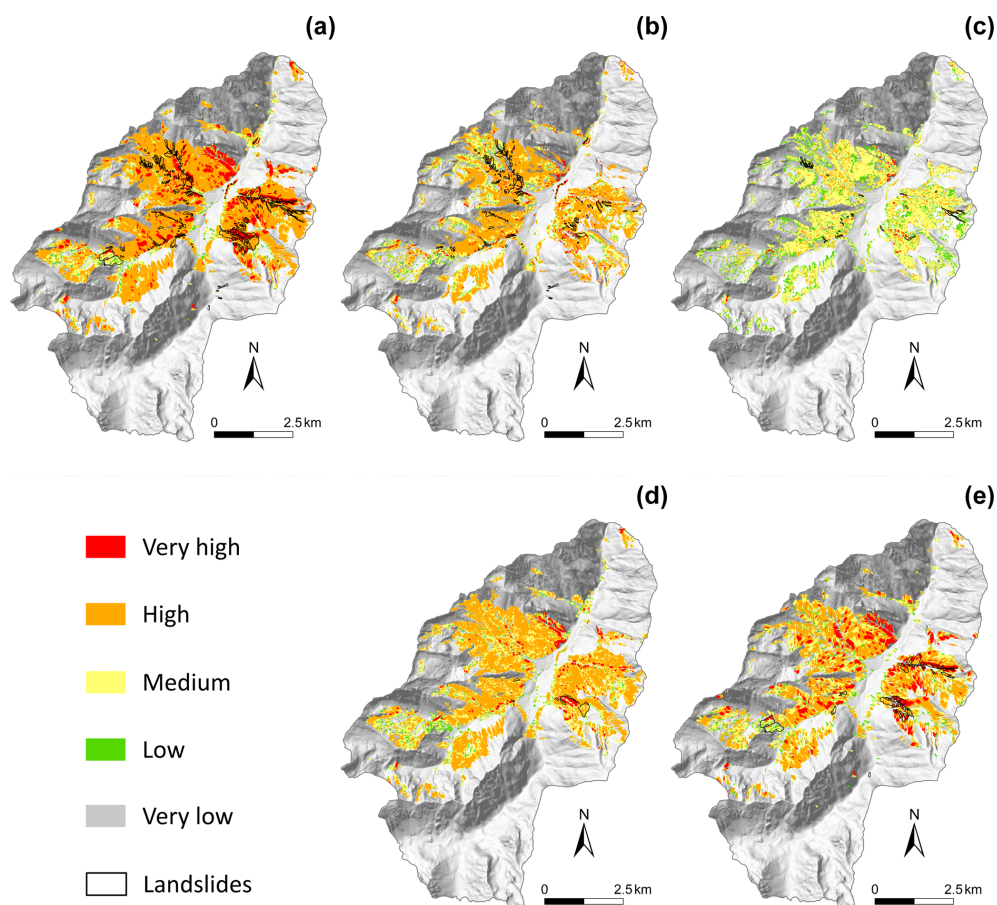 (a)
(b)
(c)
N
N
N
0 2.5 km
0 2.5 km
0 2.5 km
(d)
(e)
Very high
High
Medium
Low
Very low
Landslides
N
N
0 2.5 km
0 2.5 km